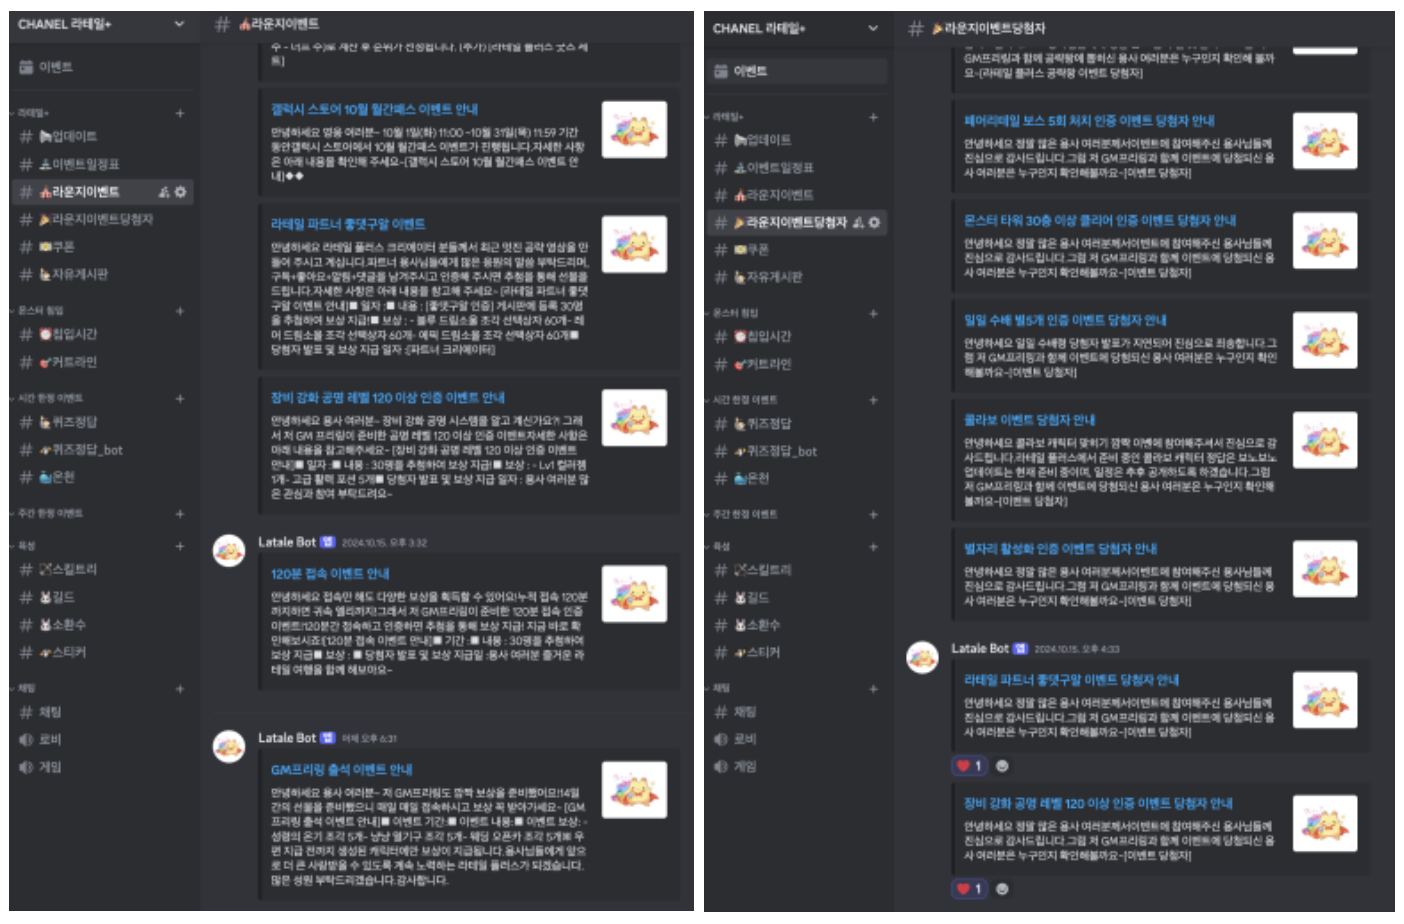 CHANEL 라테일+
이벤트
라테일+
업데이트
이벤트일정표
라운지이벤트
라운지이벤트당첨자
쿠폰
자유게시판
몬스터 침입
침입시간
커트라인
시간 한정 이벤트
퀴즈정답
퀴즈정답_bot
온천
주간 한정 이벤트
육성
스킬트리
길드
소환수
스티커
채팅
채팅
로비
게임
라운지이벤트
수 - 너프 수)로 계산 후 순위가 선정됩니다. (추가) [라테일 플러스 굿스 세
트]
갤럭시 스토어 10월 월간패스 이벤트 안내
안녕하세요 영웅 여러분~ 10월 1일(화) 11:00 ~10월 31일(목) 11:59 기간
동안갤럭시 스토어에서 10월 월간패스 이벤트가 진행됩니다.자세한 사항
은 아래 내용을 확인해 주세요~[갤럭시 스토어 10월 월간패스 이벤트 안
내]◆◆
라테일 파트너 좋댓구알 이벤트
안녕하세요 라테일 플러스 크리에이터 분들께서 최근 멋진 공략 영상을 만
들어 주시고 계십니다.파트너 용사님들에게 많은 응원의 말씀 부탁드리며,
구독+좋아요+알림+댓글을 남겨주시고 인증해 주시면 추첨을 통해 선물을
드립니다.자세한 사항은 아래 내용을 참고해 주세요~ [라테일 파트너 좋댓
구알 이벤트 안내]■ 일자 :■ 내용 : [좋댓구알 인증] 게시판에 등록 30명
을 추첨하여 보상 지급!■ 보상 : - 블루 드림소울 조각 선택상자 60개- 레
어 드림소울 조각 선택상자 60개- 에픽 드림소울 조각 선택상자 60개■
당첨자 발표 및 보상 지급 일자 :[파트너 크리에이터]
장비 강화 공명 레벨 120 이상 인증 이벤트 안내
안녕하세요 용사 여러분~ 장비 강화 공명 시스템을 알고 계신가요?! 그래
서 저 GM 프리링이 준비한 공명 레벨 120 이상 인증 이벤트자세한 사항은
아래 내용을 참고해주세요~ [장비 강화 공명 레벨 120 이상 인증 이벤트
안내]■ 일자 :■ 내용 : 30명을 추첨하여 보상 지급!■ 보상 : - Lv1 컬러젬
1개- 고급 활력 포션 5개■ 당첨자 발표 및 보상 지급 일자 : 용사 여러분 많
은 관심과 참여 부탁드려요~
Latale Bot 앱 2024.10.15. 오후 3:32
120분 접속 이벤트 안내
안녕하세요 접속만 해도 다양한 보상을 획득할 수 있어요!누적 접속 120분
까지하면 귀속 엘리까지!그래서 저 GM프리링이 준비한 120분 접속 인증
이벤트!120분간 접속하고 인증하면 추첨을 통해 보상 지급! 지금 바로 확
인해보시죠![120분 접속 이벤트 안내]■ 기간 :■ 내용 : 30명을 추첨하여
보상 지급■ 보상 : ■ 당첨자 발표 및 보상 지급일 :용사 여러분 즐거운 라
테일 여행을 함께 해보아요~
Latale Bot 앱 어제 오후 6:31
GM프리링 출석 이벤트 안내
안녕하세요 용사 여러분~ 저 GM프리링도 깜짝 보상을 준비했어요!!14일
간의 선물을 준비했으니 매일 매일 접속하시고 보상 꼭 받아가세요~ [GM
프리링 출석 이벤트 안내]■ 이벤트 기간:■ 이벤트 내용:■ 이벤트 보상: -
성령의 온기 조각 5개- 냥냥 열기구 조각 5개- 웨딩 오픈카 조각 5개※ 우
편 지급 전까지 생성된 캐릭터에만 보상이 지급됩니다.용사님들에게 앞으
로 더 큰 사랑받을 수 있도록 계속 노력하는 라테일 플러스가 되겠습니다.
많은 성원 부탁드리겠습니다.감사합니다.
CHANEL 라테일+
이벤트
라테일+
업데이트
이벤트일정표
라운지이벤트
라운지이벤트당첨자
쿠폰
자유게시판
몬스터 침입
침입시간
커트라인
시간 한정 이벤트
퀴즈정답
퀴즈정답_bot
온천
주간 한정 이벤트
육성
스킬트리
길드
소환수
스티커
채팅
채팅
로비
게임
라운지이벤트당첨자
GM프리링과 함께 공략왕에 뽑히신 용사 여러분은 누구인지 확인해 볼까
요~[라테일 플러스 공략왕 이벤트 당첨자]
페어리테일 보스 5회 처치 인증 이벤트 당첨자 안내
안녕하세요 정말 많은 용사 여러분께서이벤트에 참여해주신 용사님들께
진심으로 감사드립니다.그럼 저 GM프리링과 함께 이벤트에 당첨되신 용
사 여러분은 누구인지 확인해볼까요~[이벤트 당첨자]
몬스터 타워 30층 이상 클리어 인증 이벤트 당첨자 안내
안녕하세요 정말 많은 용사 여러분께서이벤트에 참여해주신 용사님들께
진심으로 감사드립니다.그럼 저 GM프리링과 함께 이벤트에 당첨되신 용
사 여러분은 누구인지 확인해볼까요~[이벤트 당첨자]
일일 수배 별5개 인증 이벤트 당첨자 안내
안녕하세요 일일 수배령 당첨자 발표가 지연되어 진심으로 죄송합니다.그
럼 저 GM프리링과 함께 이벤트에 당첨되신 용사 여러분은 누구인지 확인
해볼까요~[이벤트 당첨자]
콜라보 이벤트 당첨자 안내
안녕하세요 콜라보 캐릭터 맞히기 깜짝 이벤에 참여해주셔서 진심으로 감
사드립니다.라테일 플러스에서 준비 중인 콜라보 캐릭터 정답은 보노보노
업데이트는 현재 준비 중이며, 일정은 추후 공개하도록 하겠습니다.그럼
저 GM프리링과 함께 이벤트에 당첨되신 용사 여러분은 누구인지 확인해
볼까요~[이벤트 당첨자]
별자리 활성화 인증 이벤트 당첨자 안내
안녕하세요 정말 많은 용사 여러분께서이벤트에 참여해주신 용사님들께
진심으로 감사드립니다.그럼 저 GM프리링과 함께 이벤트에 당첨되신 용
사 여러분은 누구인지 확인해볼까요~[이벤트 당첨자]
Latale Bot 앱 2024.10.15. 오후 4:33
라테일 파트너 좋댓구알 이벤트 당첨자 안내
안녕하세요 정말 많은 용사 여러분께서이벤트에 참여해주신 용사님들께
진심으로 감사드립니다.그럼 저 GM프리링과 함께 이벤트에 당첨되신 용
사 여러분은 누구인지 확인해볼까요~[이벤트 당첨자]
1
장비 강화 공명 레벨 120 이상 인증 이벤트 당첨자 안내
안녕하세요 정말 많은 용사 여러분께서이벤트에 참여해주신 용사님들께
진심으로 감사드립니다.그럼 저 GM프리링과 함께 이벤트에 당첨되신 용
사 여러분은 누구인지 확인해볼까요~[이벤트 당첨자]
1